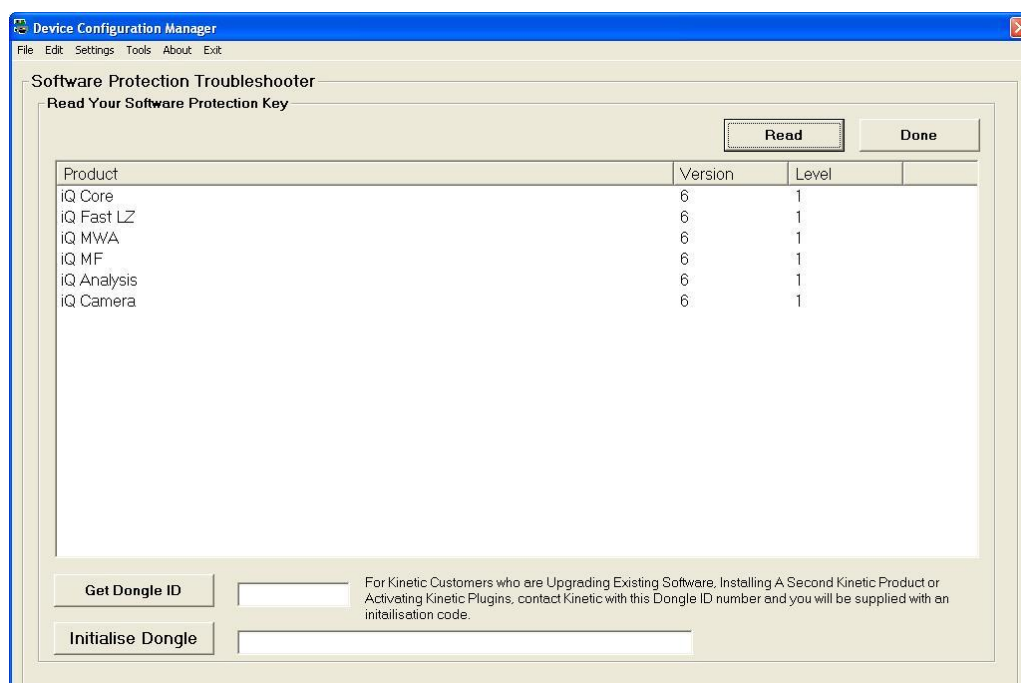 Device Configuration Manager
File Edit Settings Tools About Exit
Software Protection Troubleshooter
Read Your Software Protection Key
Read Done
Product Version Level
iQ Core 6 1
iQ Fast LZ 6 1
iQ MWA 6 1
iQ MF 6 1
iQ Analysis 6 1
iQ Camera 6 1
Get Dongle ID
For Kinetic Customers who are Upgrading Existing Software, Installing A Second Kinetic Product or
Activating Kinetic Plugins, contact Kinetic with this Dongle ID number and you will be supplied with an
initailisation code.
Initialise Dongle